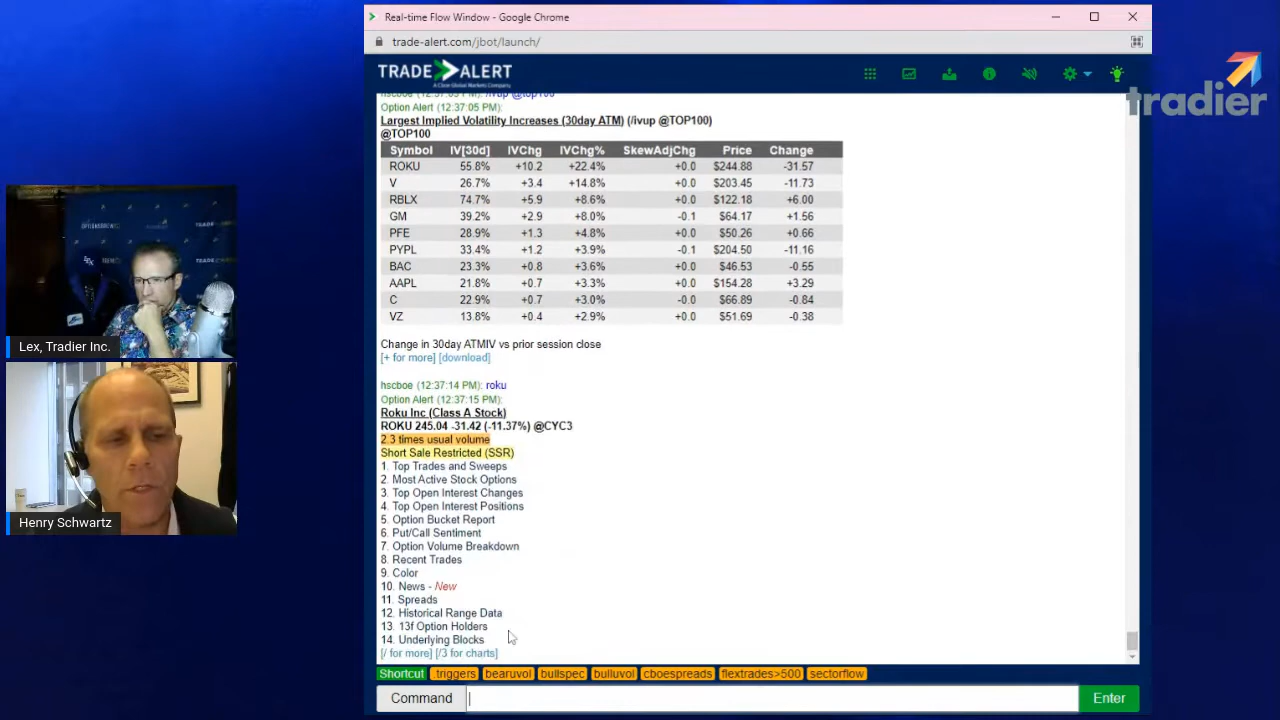 Real-time Flow Window - Google Chrome
trade-alert.com/jbot/launch/
TRADE ALERT
A Cboe Global Markets Company
tradier
hscboe (12:37:03 PM): /ivup @top100
Option Alert (12:37:05 PM):
Largest Implied Volatility Increases (30day ATM) (/ivup @TOP100)
@TOP100
Symbol IV[30d] IVChg IVChg% SkewAdjChg Price Change
ROKU 55.8% +10.2 +22.4% +0.0 $244.88 -31.57
V 26.7% +3.4 +14.8% +0.0 $203.45 -11.73
RBLX 74.7% +5.9 +8.6% +0.0 $122.18 +6.00
GM 39.2% +2.9 +8.0% -0.1 $64.17 +1.56
PFE 28.9% +1.3 +4.8% +0.0 $50.26 +0.66
PYPL 33.4% +1.2 +3.9% -0.1 $204.50 -11.16
BAC 23.3% +0.8 +3.6% +0.0 $46.53 -0.55
AAPL 21.8% +0.7 +3.3% +0.0 $154.28 +3.29
C 22.9% +0.7 +3.0% -0.0 $66.89 -0.84
VZ 13.8% +0.4 +2.9% +0.0 $51.69 -0.38
Change in 30day ATMIV vs prior session close
[+ for more] [download]
hscboe (12:37:14 PM): roku
Option Alert (12:37:15 PM):
Roku Inc (Class A Stock)
ROKU 245.04 -31.42 (-11.37%) @CYC3
2.3 times usual volume
Short Sale Restricted (SSR)
1. Top Trades and Sweeps
2. Most Active Stock Options
3. Top Open Interest Changes
4. Top Open Interest Positions
5. Option Bucket Report
6. Put/Call Sentiment
7. Option Volume Breakdown
8. Recent Trades
9. Color
10. News - New
11. Spreads
12. Historical Range Data
13. 13f Option Holders
14. Underlying Blocks
[/ for more] [/3 for charts]
Shortcut triggers bearuvol bullspec bulluvol cboespreads flextrades>500 sectorflow
Command Enter
Lex, Tradier Inc.
Henry Schwartz